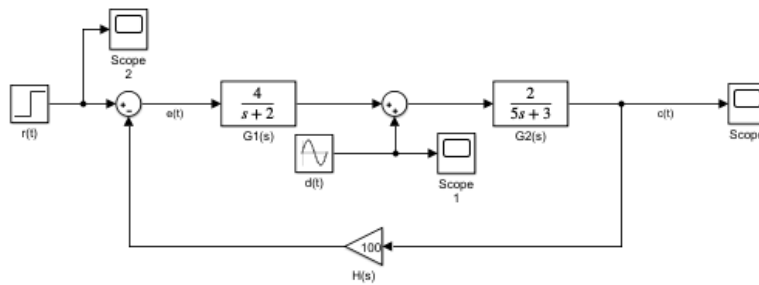 Scope
2
r(t)
+
-
e(t)
4
s + 2
G1(s)
+
+
2
5s + 3
G2(s)
c(t)
Scope
d(t)
Scope
1
100
H(s)